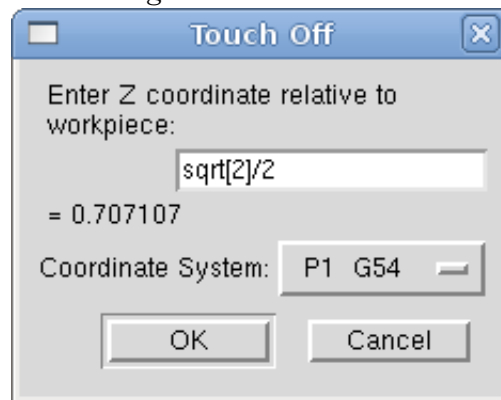 Touch Off
Enter Z coordinate relative to
workpiece:
sqrt[2]/2
= 0.707107
Coordinate System: P1 G54
OK Cancel